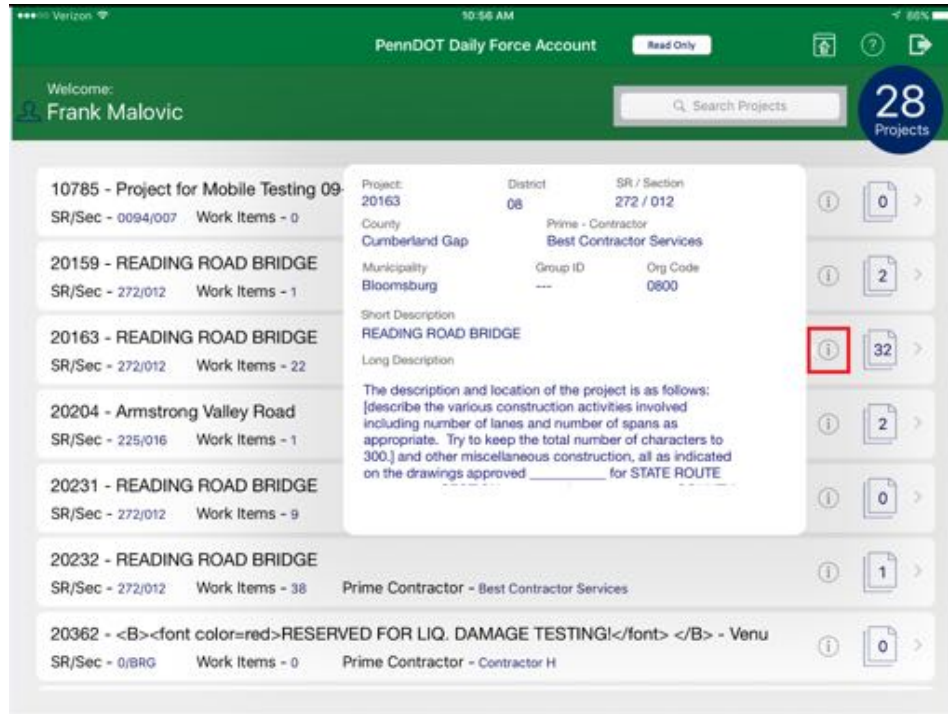 Verizon 10:56 AM 86%
PennDOT Daily Force Account Read Only
Welcome:
Frank Malovic
Search Projects
28
Projects
10785 - Project for Mobile Testing 09-
SR/Sec - 0094/007 Work Items - 0
0
20159 - READING ROAD BRIDGE
SR/Sec - 272/012 Work Items - 1
2
20163 - READING ROAD BRIDGE
SR/Sec - 272/012 Work Items - 22
32
20204 - Armstrong Valley Road
SR/Sec - 225/016 Work Items - 1
2
20231 - READING ROAD BRIDGE
SR/Sec - 272/012 Work Items - 9
0
20232 - READING ROAD BRIDGE
SR/Sec - 272/012 Work Items - 38 Prime Contractor - Best Contractor Services
1
20362 - <B><font color=red>RESERVED FOR LIQ. DAMAGE TESTING!</font> </B> - Venu
SR/Sec - 0/BRG Work Items - 0 Prime Contractor - Contractor H
0
Project: District SR / Section
20163 08 272 / 012
County Prime - Contractor
Cumberland Gap Best Contractor Services
Municipality Group ID Org Code
Bloomsburg --- 0800
Short Description
READING ROAD BRIDGE
Long Description
The description and location of the project is as follows:
[describe the various construction activities involved
including number of lanes and number of spans as
appropriate. Try to keep the total number of characters to
300.] and other miscellaneous construction, all as indicated
on the drawings approved __________ for STATE ROUTE